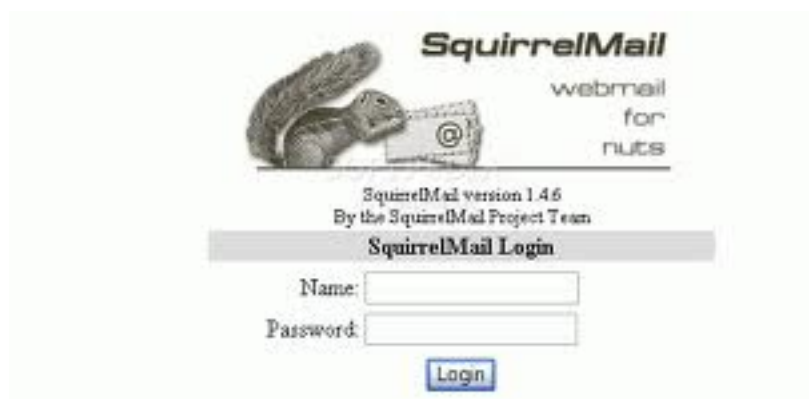 SquirrelMail
webmail
for
nuts
@
SquirrelMail version 1.4.6
By the SquirrelMail Project Team
SquirrelMail Login
Name:
Password:
Login